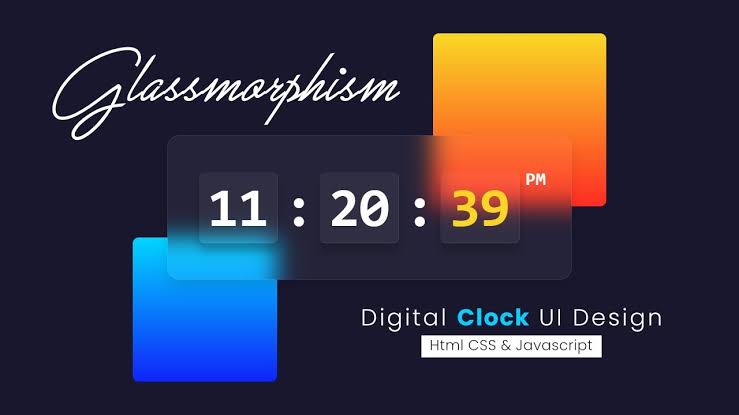 Glassmorphism
11 : 20 : 39 PM
Digital Clock UI Design
Html CSS & Javascript